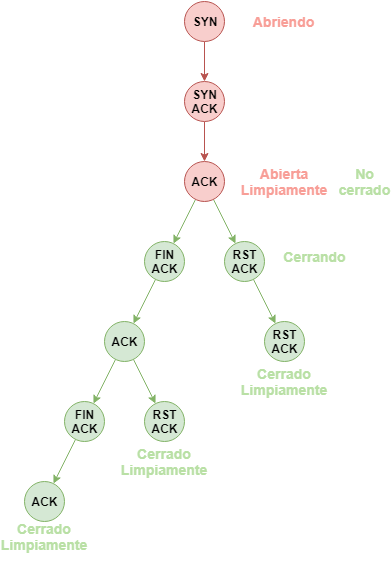 SYN
Abriendo
SYN
ACK
ACK
Abierta
Limpiamente
No
cerrado
FIN
ACK
RST
ACK
Cerrando
ACK
RST
ACK
Cerrado
Limpiamente
FIN
ACK
RST
ACK
Cerrado
Limpiamente
ACK
Cerrado
Limpiamente